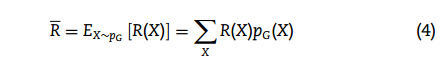 R̅ = E_{X∼p_G} [R(X)] = ∑_X R(X)p_G(X) (4)